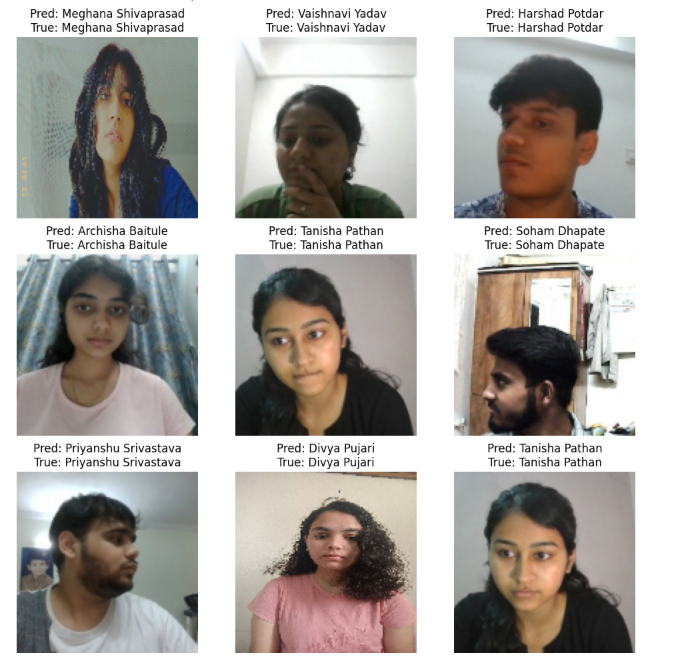 Pred: Meghana Shivaprasad
True: Meghana Shivaprasad
Pred: Vaishnavi Yadav
True: Vaishnavi Yadav
Pred: Harshad Potdar
True: Harshad Potdar
Pred: Archisha Baitule
True: Archisha Baitule
Pred: Tanisha Pathan
True: Tanisha Pathan
Pred: Soham Dhapate
True: Soham Dhapate
Pred: Priyanshu Srivastava
True: Priyanshu Srivastava
Pred: Divya Pujari
True: Divya Pujari
Pred: Tanisha Pathan
True: Tanisha Pathan